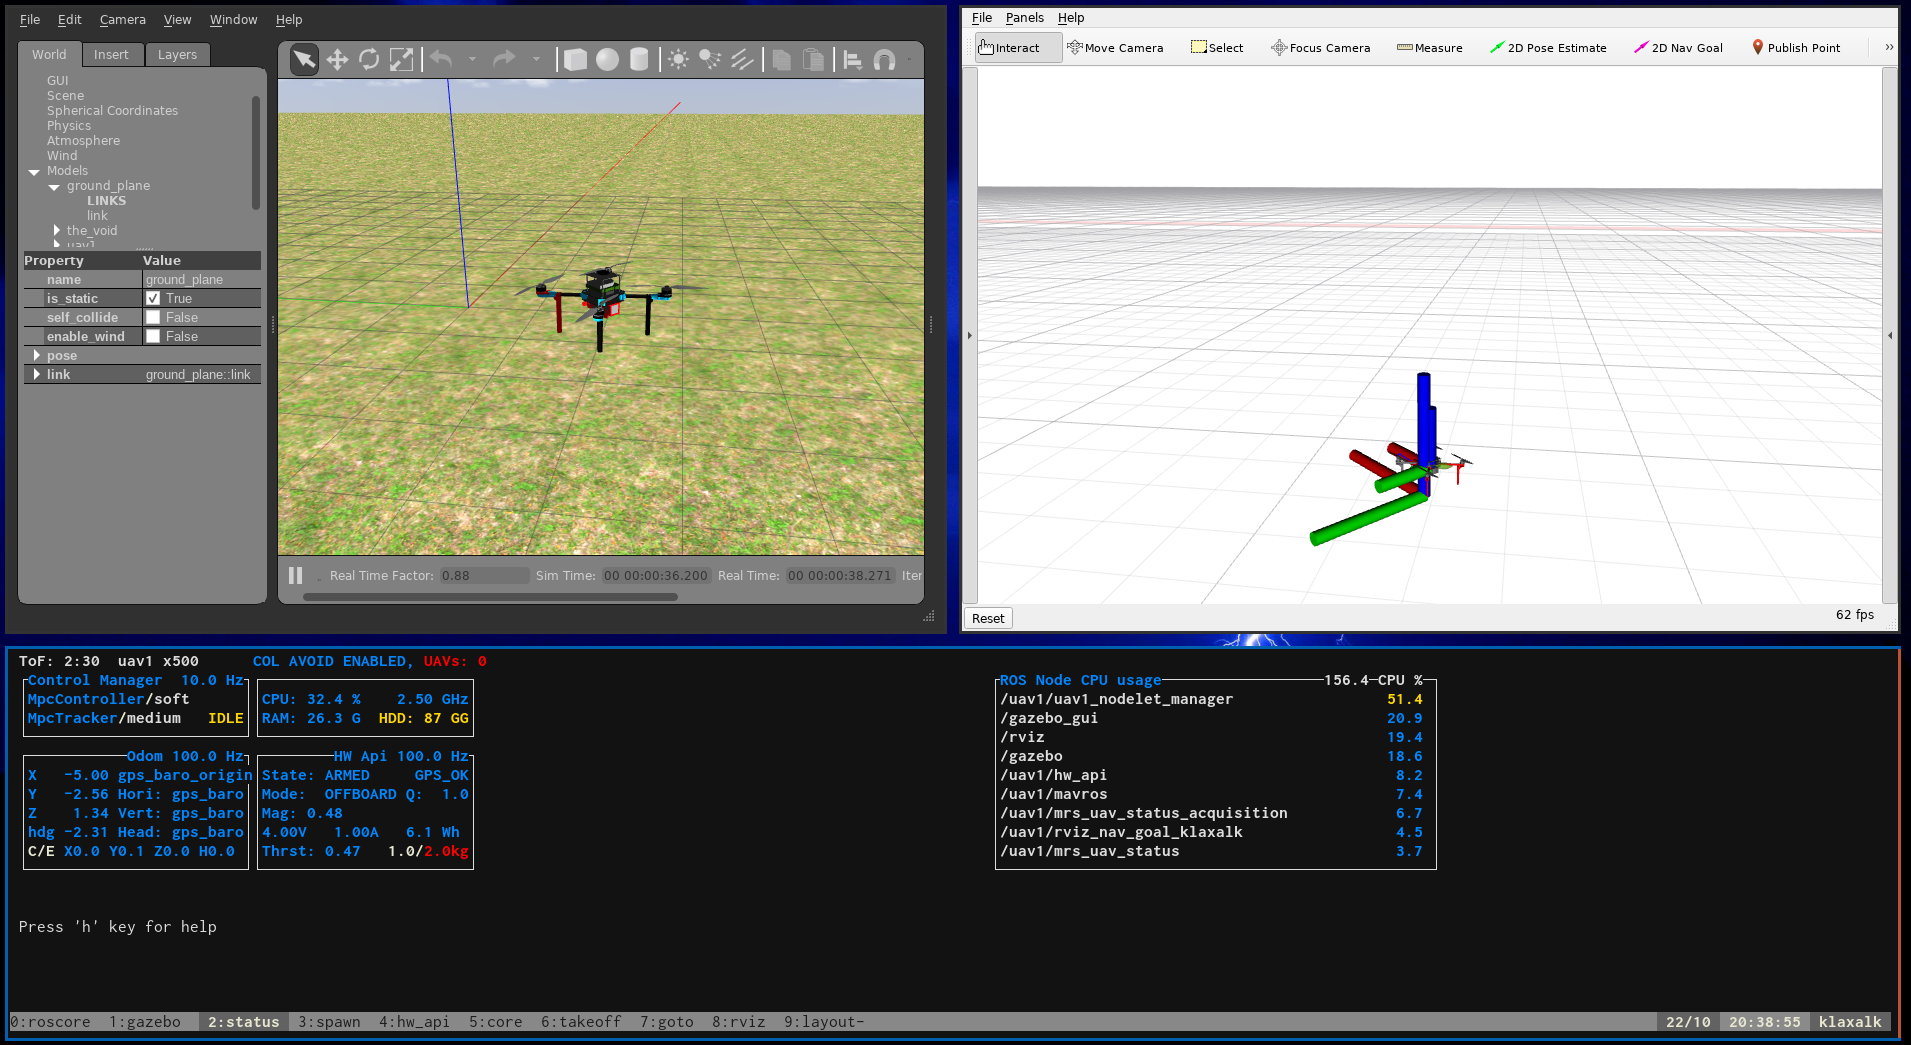 File Edit Camera View Window Help
World Insert Layers
GUI
Scene
Spherical Coordinates
Physics
Atmosphere
Wind
Models
ground_plane
LINKS
link
the_void
uav1
Property Value
name ground_plane
is_static True
self_collide False
enable_wind False
pose
link ground_plane::link
Real Time Factor: 0.88 Sim Time: 00 00:00:36.200 Real Time: 00 00:00:38.271 Iter
File Panels Help
Interact Move Camera Select Focus Camera Measure 2D Pose Estimate 2D Nav Goal Publish Point »
Reset 62 fps
ToF: 2:30 uav1 x500 COL AVOID ENABLED, UAVs: 0
Control Manager 10.0 Hz
MpcController/soft
MpcTracker/medium IDLE
CPU: 32.4 % 2.50 GHz
RAM: 26.3 G HDD: 87 GG
Odom 100.0 Hz
X -5.00 gps_baro_origin
Y -2.56 Hori: gps_baro
Z 1.34 Vert: gps_baro
hdg -2.31 Head: gps_baro
C/E X0.0 Y0.1 Z0.0 H0.0
HW Api 100.0 Hz
State: ARMED GPS_OK
Mode: OFFBOARD Q: 1.0
Mag: 0.48
4.00V 1.00A 6.1 Wh
Thrst: 0.47 1.0/2.0kg
ROS Node CPU usage 156.4 CPU %
/uav1/uav1_nodelet_manager 51.4
/gazebo_gui 20.9
/rviz 19.4
/gazebo 18.6
/uav1/hw_api 8.2
/uav1/mavros 7.4
/uav1/mrs_uav_status_acquisition 6.7
/uav1/rviz_nav_goal_klaxalk 4.5
/uav1/mrs_uav_status 3.7
Press 'h' key for help
0:roscore 1:gazebo 2:status 3:spawn 4:hw_api 5:core 6:takeoff 7:goto 8:rviz 9:layout- 22/10 20:38:55 klaxalk